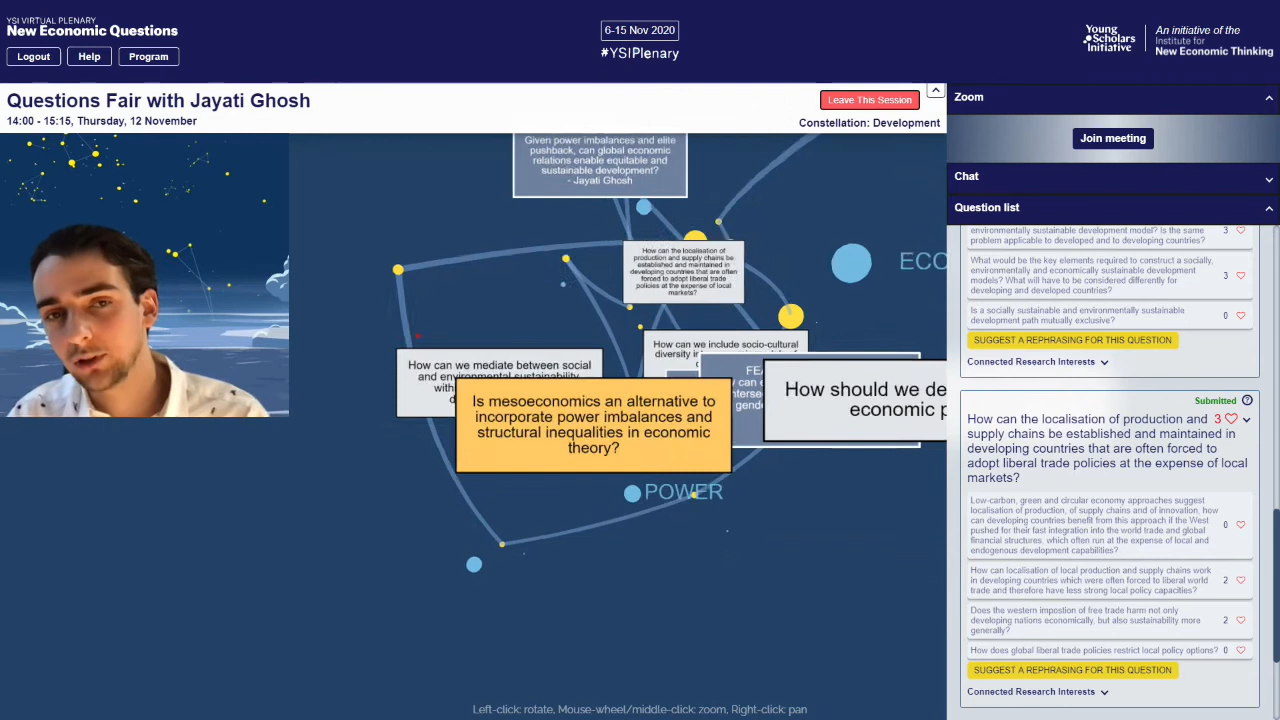 YSI VIRTUAL PLENARY
New Economic Questions
Logout
Help
Program
6-15 Nov 2020
#YSIPlenary
Young
Scholars
Initiative
An initiative of the
Institute for
New Economic Thinking
Questions Fair with Jayati Ghosh
14:00 - 15:15, Thursday, 12 November
Leave This Session
Constellation: Development
Given power imbalances and elite
pushback, can global economic
relations enable equitable and
sustainable development?
- Jayati Ghosh
How can the localisation of
production and supply chains be
established and maintained in
developing countries that are often
forced to adopt liberal trade
policies at the expense of local
markets?
ECO
How can we include socio-cultural
How can we mediate between social
and environmental sustainability
Is mesoeconomics an alternative to
incorporate power imbalances and
structural inequalities in economic
theory?
How should we de
economic p
POWER
Left-click: rotate, Mouse-wheel/middle-click: zoom, Right-click: pan
Zoom
Join meeting
Chat
Question list
environmentally sustainable development model? Is the same
problem applicable to developed and to developing countries?
3
What would be the key elements required to construct a socially,
environmentally and economically sustainable development
models? What will have to be considered differently for
developing and developed countries?
3
Is a socially sustainable and environmentally sustainable
development path mutually exclusive?
0
SUGGEST A REPHRASING FOR THIS QUESTION
Connected Research Interests
Submitted
How can the localisation of production and
supply chains be established and maintained in
developing countries that are often forced to
adopt liberal trade policies at the expense of local
markets?
3
Low-carbon, green and circular economy approaches suggest
localisation of production, of supply chains and of innovation, how
can developing countries benefit from this approach if the West
pushed for their fast integration into the world trade and global
financial structures, which often run at the expense of local and
endogenous development capabilities?
0
How can localisation of local production and supply chains work
in developing countries which were often forced to liberal world
trade and therefore have less strong local policy capacities?
2
Does the western impostion of free trade harm not only
developing nations economically, but also sustainability more
generally?
2
How does global liberal trade policies restrict local policy options?
0
SUGGEST A REPHRASING FOR THIS QUESTION
Connected Research Interests